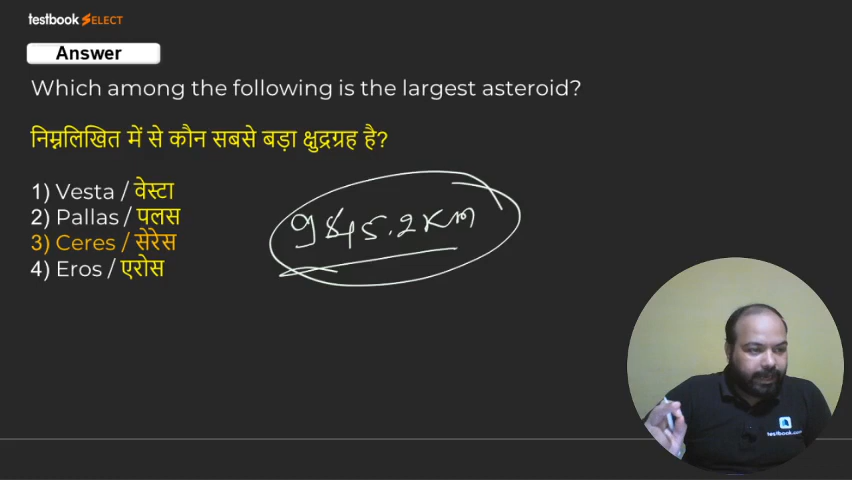 testbook SELECT
Answer
Which among the following is the largest asteroid?
निम्नलिखित में से कौन सबसे बड़ा क्षुद्रग्रह है?
1) Vesta / वेस्टा
2) Pallas / पलस
3) Ceres / सेरेस
4) Eros / एरोस
9845.2KM
testbook.com